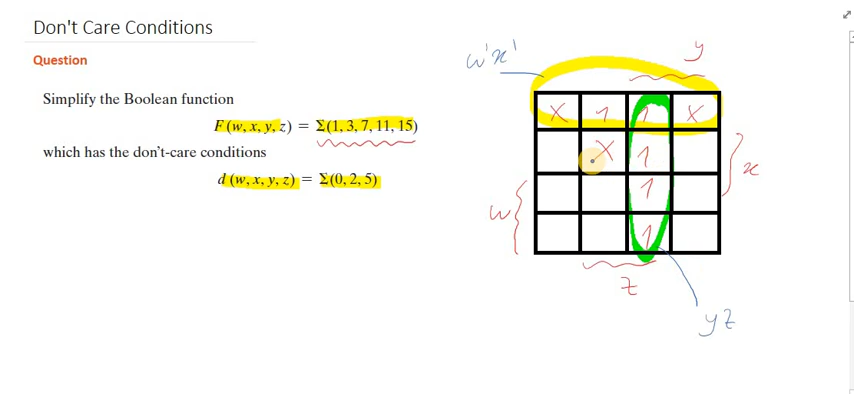 Don't Care Conditions
Question
Simplify the Boolean function
F (w, x, y, z) = Σ(1, 3, 7, 11, 15)
which has the don't-care conditions
d (w, x, y, z) = Σ(0, 2, 5)
w'x'
y
X 1 1 X
X 1
x
1
w
1
z
yz